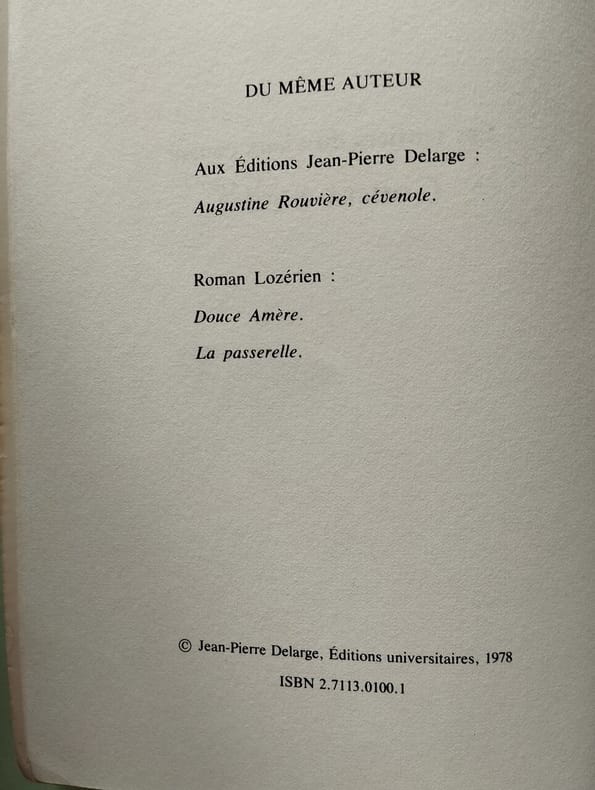 DU MÊME AUTEUR
Aux Éditions Jean-Pierre Delarge :
Augustine Rouvière, cévenole.
Roman Lozérien :
Douce Amère.
La passerelle.
© Jean-Pierre Delarge, Éditions universitaires, 1978
ISBN 2.7113.0100.1